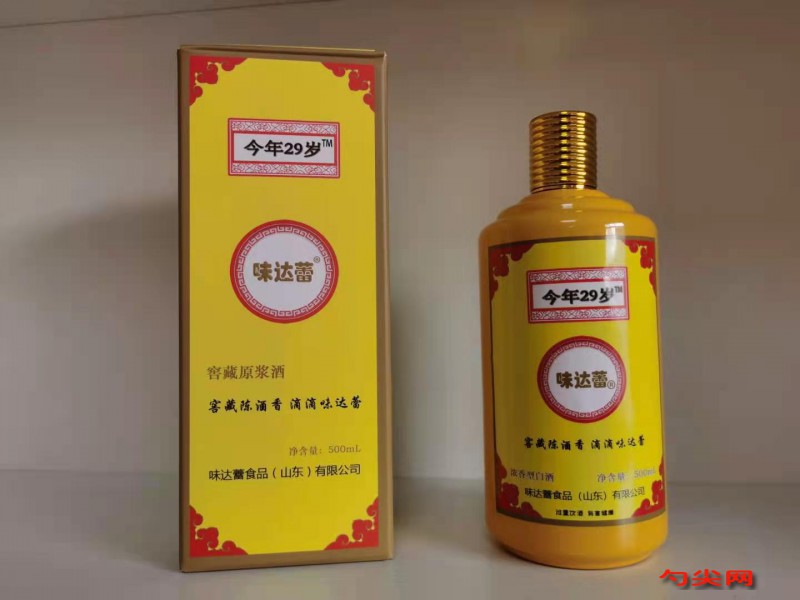 今年29岁™
味达蕾®
窖藏原浆酒
窖藏陈酒香 滴滴味达蕾
净含量：500mL
味达蕾食品（山东）有限公司
今年29岁™
味达蕾®
窖藏陈酒香 滴滴味达蕾
浓香型白酒 净含量：500mL
味达蕾食品（山东）有限公司
过量饮酒 有害健康
勺尖网